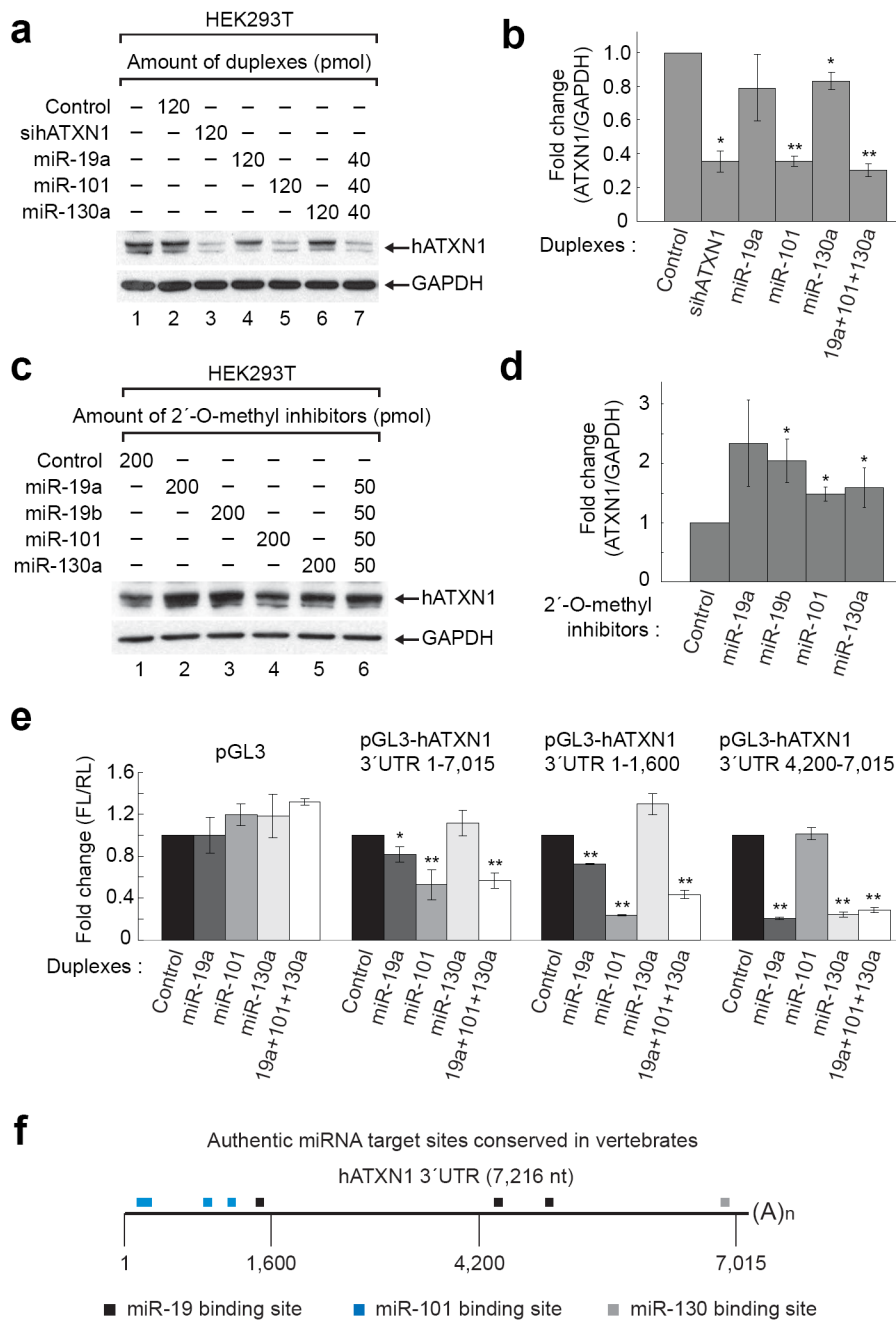 a
HEK293T
Amount of duplexes (pmol)
Control – 120 – – – – –
sihATXN1 – – 120 – – – –
miR-19a – – – 120 – – 40
miR-101 – – – – 120 – 40
miR-130a – – – – – 120 40
hATXN1
GAPDH
1 2 3 4 5 6 7
b
Fold change
(ATXN1/GAPDH)
1.0
0.8
0.6
0.4
0.2
0
* ** * **
Duplexes :
Control
sihATXN1
miR-19a
miR-101
miR-130a
19a+101+130a
c
HEK293T
Amount of 2´-O-methyl inhibitors (pmol)
Control 200 – – – – –
miR-19a – 200 – – – 50
miR-19b – – 200 – – 50
miR-101 – – – 200 – 50
miR-130a – – – – 200 50
hATXN1
GAPDH
1 2 3 4 5 6
d
Fold change
(ATXN1/GAPDH)
3
2
1
0
* * *
2´-O-methyl
inhibitors :
Control
miR-19a
miR-19b
miR-101
miR-130a
e
Fold change (FL/RL)
1.6
1.2
0.8
0.4
0
pGL3
pGL3-hATXN1
3´UTR 1-7,015
* ** **
pGL3-hATXN1
3´UTR 1-1,600
** ** **
pGL3-hATXN1
3´UTR 4,200-7,015
** ** **
Duplexes :
Control
miR-19a
miR-101
miR-130a
19a+101+130a
Control
miR-19a
miR-101
miR-130a
19a+101+130a
Control
miR-19a
miR-101
miR-130a
19a+101+130a
Control
miR-19a
miR-101
miR-130a
19a+101+130a
f
Authentic miRNA target sites conserved in vertebrates
hATXN1 3´UTR (7,216 nt)
(A)n
1 1,600 4,200 7,015
miR-19 binding site miR-101 binding site miR-130 binding site